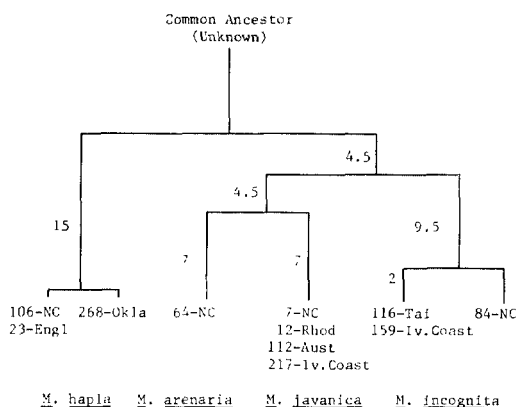 Common Ancestor
(Unknown)
4.5
4.5
15
9.5
7
7
2
106-NC 268-Okla 64-NC 7-NC 116-Tai 84-NC
23-Engl 12-Rhod 159-Iv.Coast
112-Aust
217-Iv.Coast
M. hapla M. arenaria M. javanica M. incognita